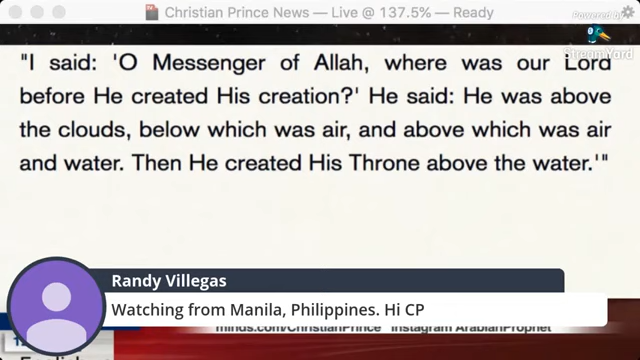 Christian Prince News — Live @ 137.5% — Ready
Powered by
StreamYard
"I said: 'O Messenger of Allah, where was our Lord
before He created His creation?' He said: He was above
the clouds, below which was air, and above which was air
and water. Then He created His Throne above the water.'"
Randy Villegas
Watching from Manila, Philippines. Hi CP
minds.com/ChristianPrince Instagram ArabianProphet